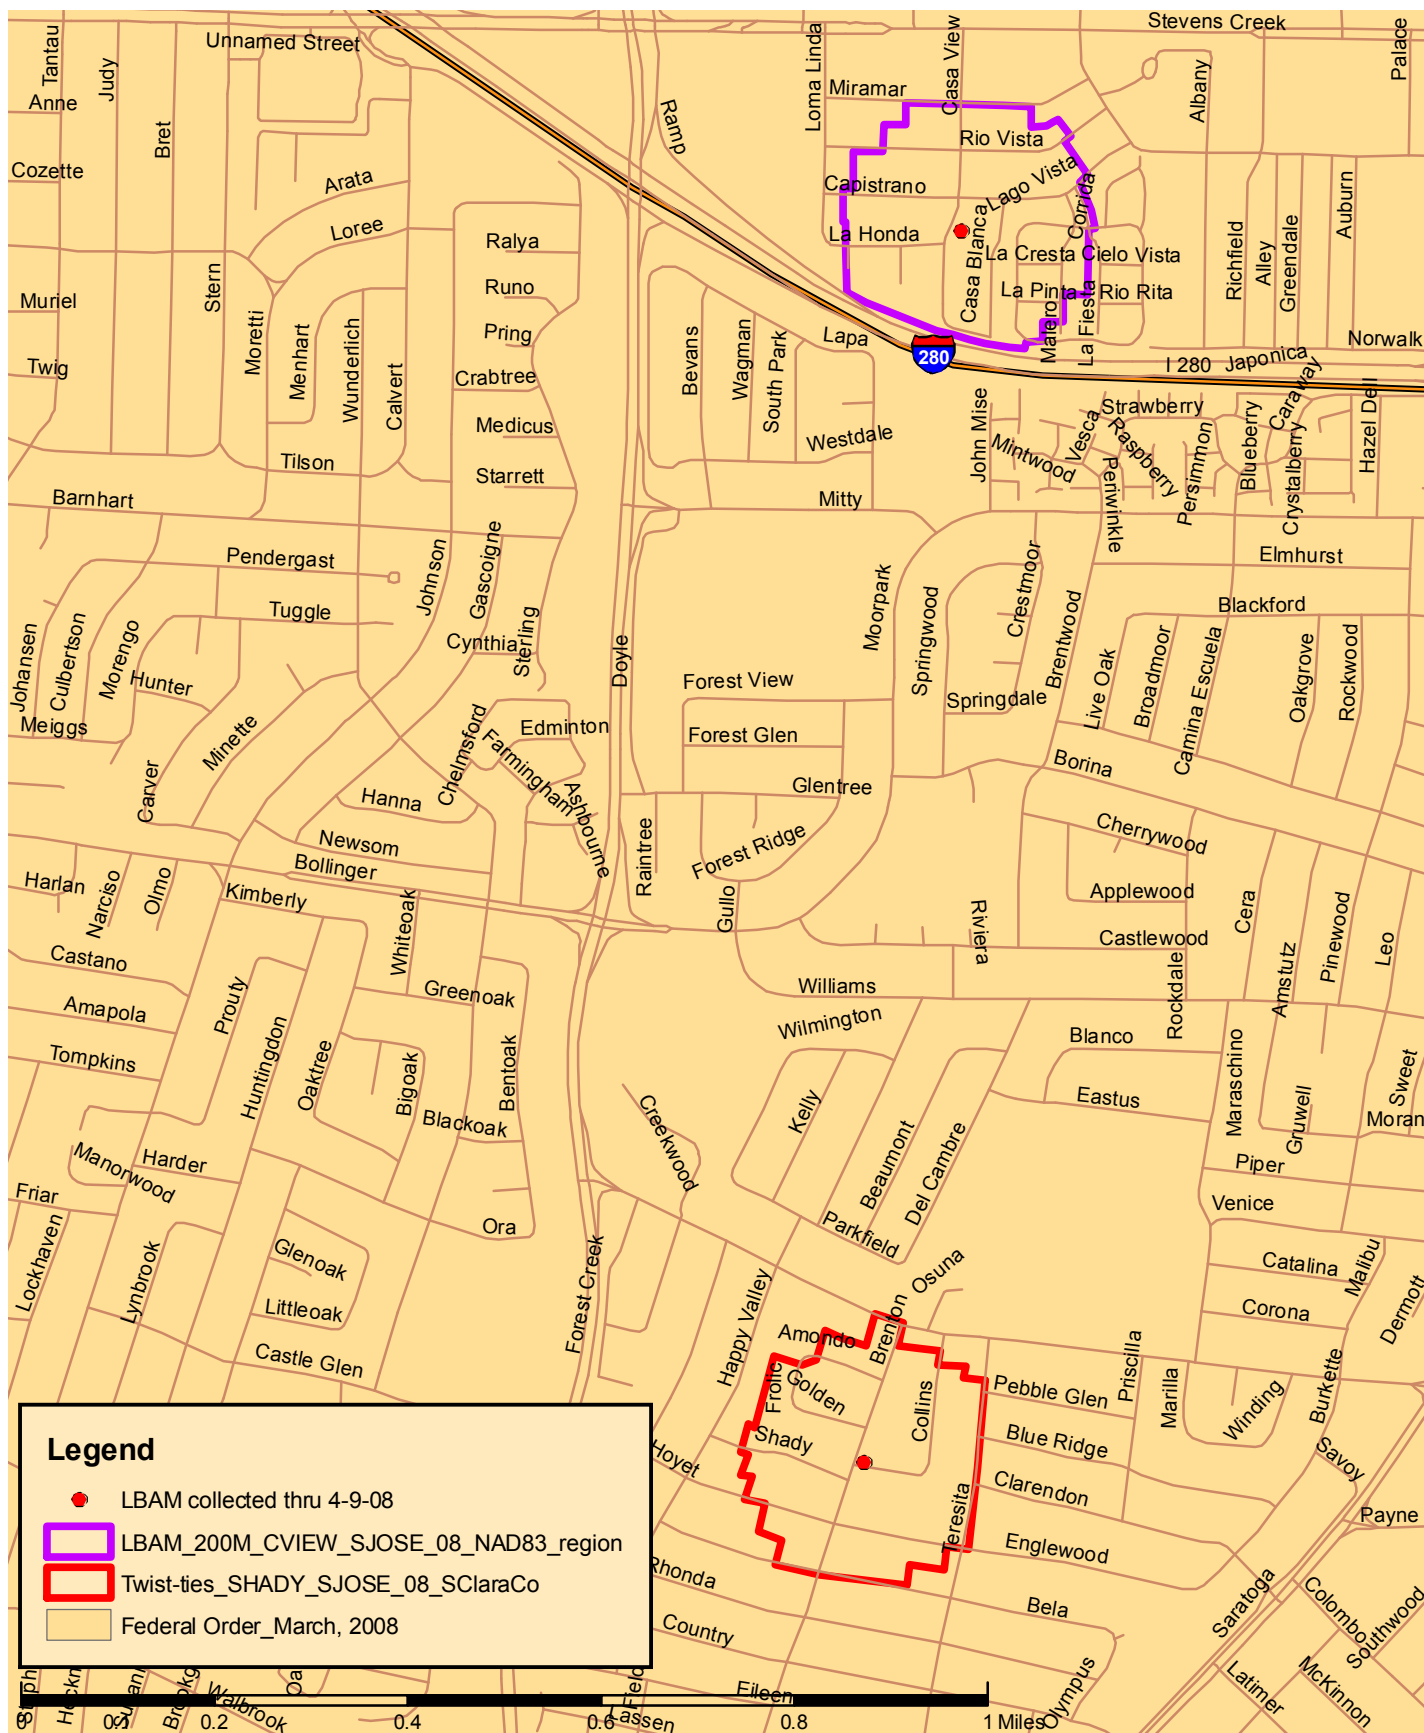 Stevens Creek
Unnamed Street
Tantau
Judy
Loma Linda
Casa View
Palace
Anne
Miramar
Albany
Bret
Ramp
Rio Vista
Cozette
Arata
Capistrano
Lago Vista
Corrida
Auburn
Loree
La Honda
Casa Blanca
Ralya
La Cresta
Cielo Vista
Richfield
Alley
Greendale
Stern
Runo
La Pinta
Rio Rita
Muriel
Pring
Malero
La Fiesta
Moretti
Menhart
Wunderlich
Calvert
Bevans
Wagman
South Park
Lapa
Norwalk
280
I 280
Japonica
Twig
Crabtree
Caraway
Hazel Dell
Strawberry
Medicus
Westdale
John Mise
Mintwood
Vesca
Raspberry
Persimmon
Blueberry
Crystalberry
Tilson
Starrett
Periwinkle
Barnhart
Mitty
Pendergast
Johnson
Gascoigne
Crestmoor
Elmhurst
Tuggle
Moorpark
Springwood
Brentwood
Blackford
Johansen
Culbertson
Morengo
Cynthia
Sterling
Doyle
Live Oak
Broadmoor
Camina Escuela
Oakgrove
Rockwood
Hunter
Forest View
Springdale
Meiggs
Minette
Chelmsford
Edminton
Forest Glen
Farmingham
Borina
Carver
Hanna
Ashbourne
Glentree
Newsom
Raintree
Forest Ridge
Cherrywood
Bollinger
Harlan
Narciso
Olmo
Kimberly
Whiteoak
Gullo
Riviera
Applewood
Cera
Pinewood
Leo
Castano
Castlewood
Amstutz
Prouty
Greenoak
Williams
Rockdale
Amapola
Wilmington
Blanco
Tompkins
Huntingdon
Oaktree
Bigoak
Bentoak
Maraschino
Sweet
Kelly
Eastus
Gruwell
Moran
Blackoak
Creekwood
Beaumont
Del Cambre
Manorwood
Harder
Piper
Friar
Venice
Ora
Parkfield
Lockhaven
Lynbrook
Glenoak
Forest Creek
Osuna
Catalina
Malibu
Dermott
Littleoak
Happy Valley
Corona
Brenton
Amondo
Castle Glen
Frolic
Golden
Collins
Pebble Glen
Priscilla
Marilla
Winding
Burkette
Shady
Blue Ridge
Savoy
Hoyet
Clarendon
Teresita
Payne
Englewood
Rhonda
Bela
Saratoga
Colombo
Southwood
Country
Latimer
McKinnon
Olympus
Eileen
Field
Lassen
Walbrook
Legend
LBAM collected thru 4-9-08
LBAM_200M_CVIEW_SJOSE_08_NAD83_region
Twist-ties_SHADY_SJOSE_08_SClaraCo
Federal Order_March, 2008
0 0.1 0.2 0.4 0.6 0.8 1 Miles